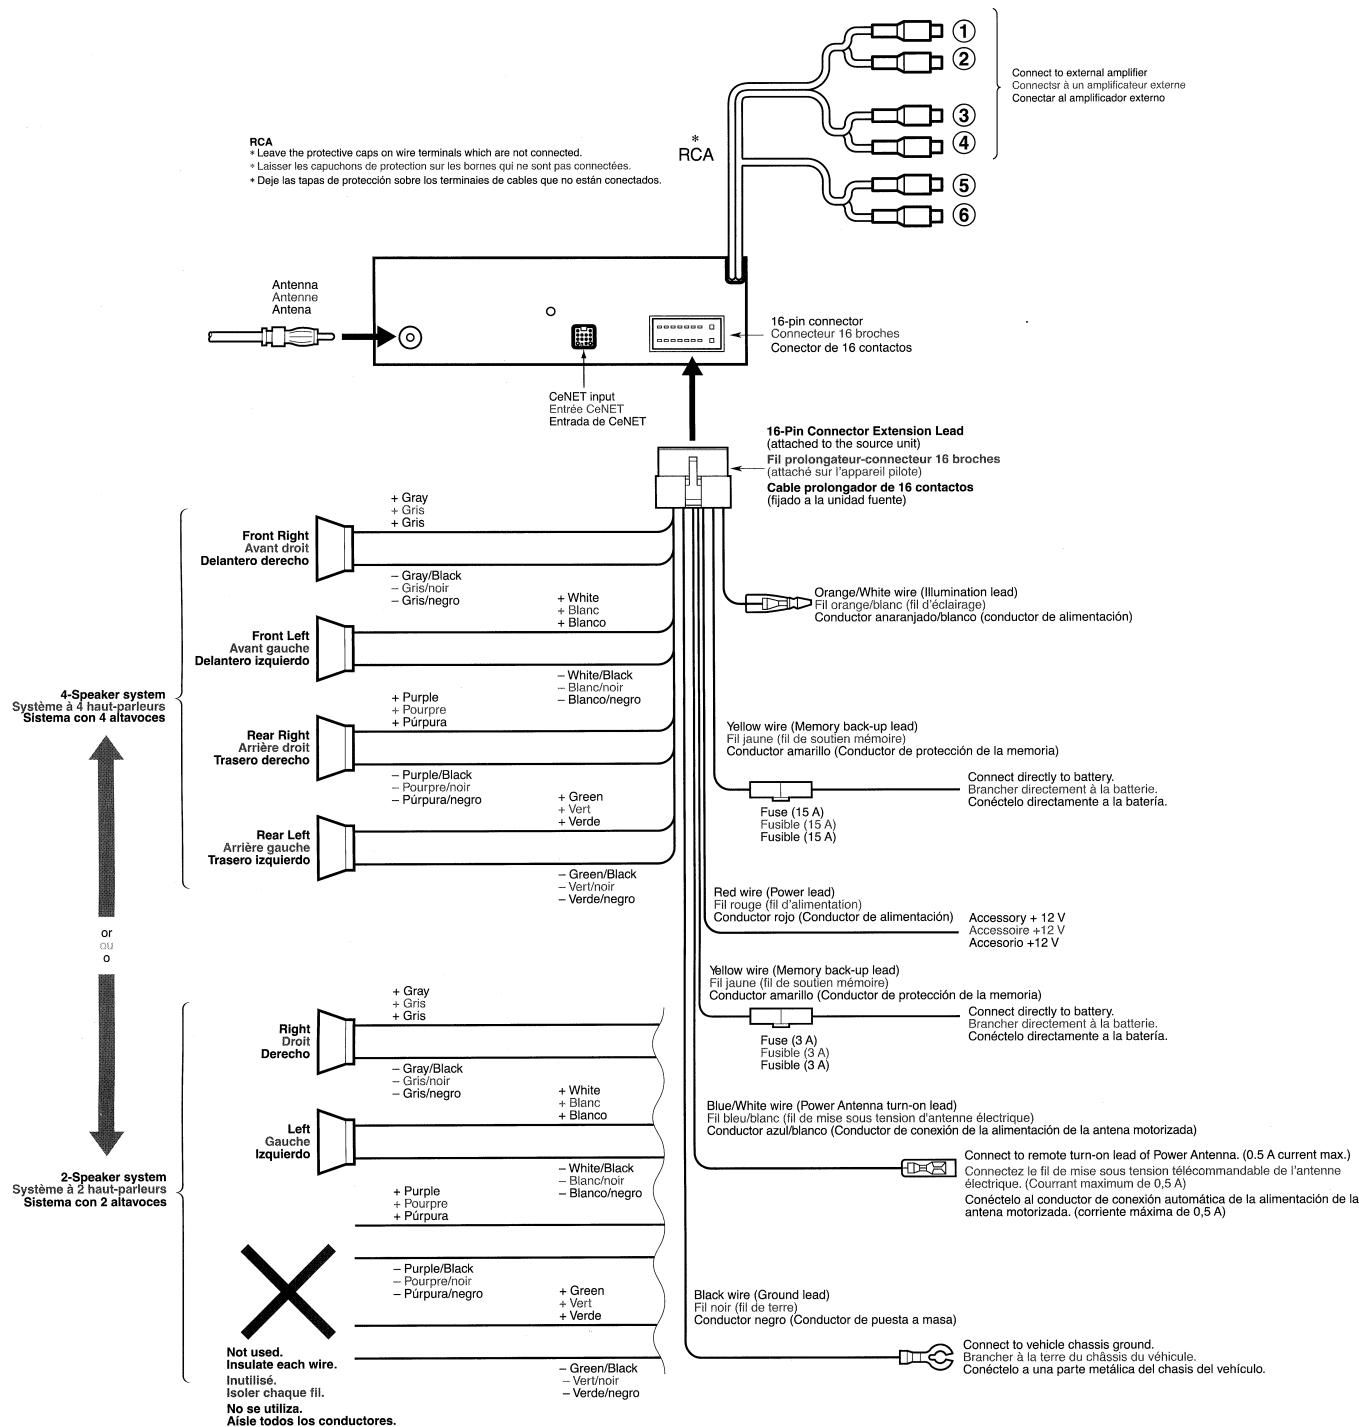 ①
②
Connect to external amplifier
Connectsr à un amplificateur externe
Conectar al amplificador externo
③
④
⑤
⑥
*
RCA
RCA
* Leave the protective caps on wire terminals which are not connected.
* Laisser les capuchons de protection sur les bornes qui ne sont pas connectées.
* Deje las tapas de protección sobre los terminaies de cables que no están conectados.
Antenna
Antenne
Antena
16-pin connector
Connecteur 16 broches
Conector de 16 contactos
CeNET input
Entrée CeNET
Entrada de CeNET
16-Pin Connector Extension Lead
(attached to the source unit)
Fil prolongateur-connecteur 16 broches
(attaché sur l'appareil pilote)
Cable prolongador de 16 contactos
(fijado a la unidad fuente)
4-Speaker system
Système à 4 haut-parleurs
Sistema con 4 altavoces
Front Right
Avant droit
Delantero derecho
+ Gray
+ Gris
+ Gris
– Gray/Black
– Gris/noir
– Gris/negro
Front Left
Avant gauche
Delantero izquierdo
+ White
+ Blanc
+ Blanco
– White/Black
– Blanc/noir
– Blanco/negro
Rear Right
Arrière droit
Trasero derecho
+ Purple
+ Pourpre
+ Púrpura
– Purple/Black
– Pourpre/noir
– Púrpura/negro
Rear Left
Arrière gauche
Trasero izquierdo
+ Green
+ Vert
+ Verde
– Green/Black
– Vert/noir
– Verde/negro
or
ou
o
2-Speaker system
Système à 2 haut-parleurs
Sistema con 2 altavoces
Right
Droit
Derecho
+ Gray
+ Gris
+ Gris
– Gray/Black
– Gris/noir
– Gris/negro
Left
Gauche
Izquierdo
+ White
+ Blanc
+ Blanco
– White/Black
– Blanc/noir
– Blanco/negro
+ Purple
+ Pourpre
+ Púrpura
– Purple/Black
– Pourpre/noir
– Púrpura/negro
+ Green
+ Vert
+ Verde
– Green/Black
– Vert/noir
– Verde/negro
Not used.
Insulate each wire.
Inutilisé.
Isoler chaque fil.
No se utiliza.
Aísle todos los conductores.
Orange/White wire (Illumination lead)
Fil orange/blanc (fil d'éclairage)
Conductor anaranjado/blanco (conductor de alimentación)
Yellow wire (Memory back-up lead)
Fil jaune (fil de soutien mémoire)
Conductor amarillo (Conductor de protección de la memoria)
Fuse (15 A)
Fusible (15 A)
Fusible (15 A)
Connect directly to battery.
Brancher directement à la batterie.
Conéctelo directamente a la batería.
Red wire (Power lead)
Fil rouge (fil d'alimentation)
Conductor rojo (Conductor de alimentación)
Accessory + 12 V
Accessoire +12 V
Accesorio +12 V
Yellow wire (Memory back-up lead)
Fil jaune (fil de soutien mémoire)
Conductor amarillo (Conductor de protección de la memoria)
Fuse (3 A)
Fusible (3 A)
Fusible (3 A)
Connect directly to battery.
Brancher directement à la batterie.
Conéctelo directamente a la batería.
Blue/White wire (Power Antenna turn-on lead)
Fil bleu/blanc (fil de mise sous tension d'antenne électrique)
Conductor azul/blanco (Conductor de conexión de la alimentación de la antena motorizada)
Connect to remote turn-on lead of Power Antenna. (0.5 A current max.)
Connectez le fil de mise sous tension télécommandable de l'antenne
électrique. (Courrant maximum de 0,5 A)
Conéctelo al conductor de conexión automática de la alimentación de la
antena motorizada. (corriente máxima de 0,5 A)
Black wire (Ground lead)
Fil noir (fil de terre)
Conductor negro (Conductor de puesta a masa)
Connect to vehicle chassis ground.
Brancher à la terre du châssis du véhicule.
Conéctelo a una parte metálica del chasis del vehículo.